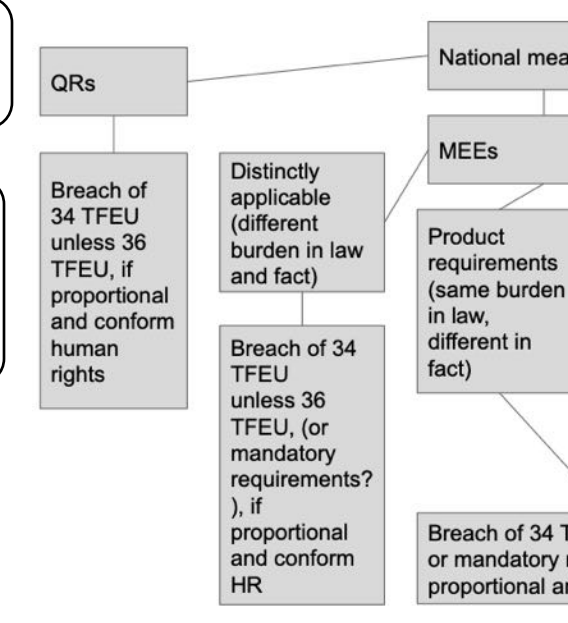 QRs
National mea
MEEs
Breach of
34 TFEU
unless 36
TFEU, if
proportional
and conform
human
rights
Distinctly
applicable
(different
burden in law
and fact)
Product
requirements
(same burden
in law,
different in
fact)
Breach of 34
TFEU
unless 36
TFEU, (or
mandatory
requirements?
), if
proportional
and conform
HR
Breach of 34 T
or mandatory
proportional a